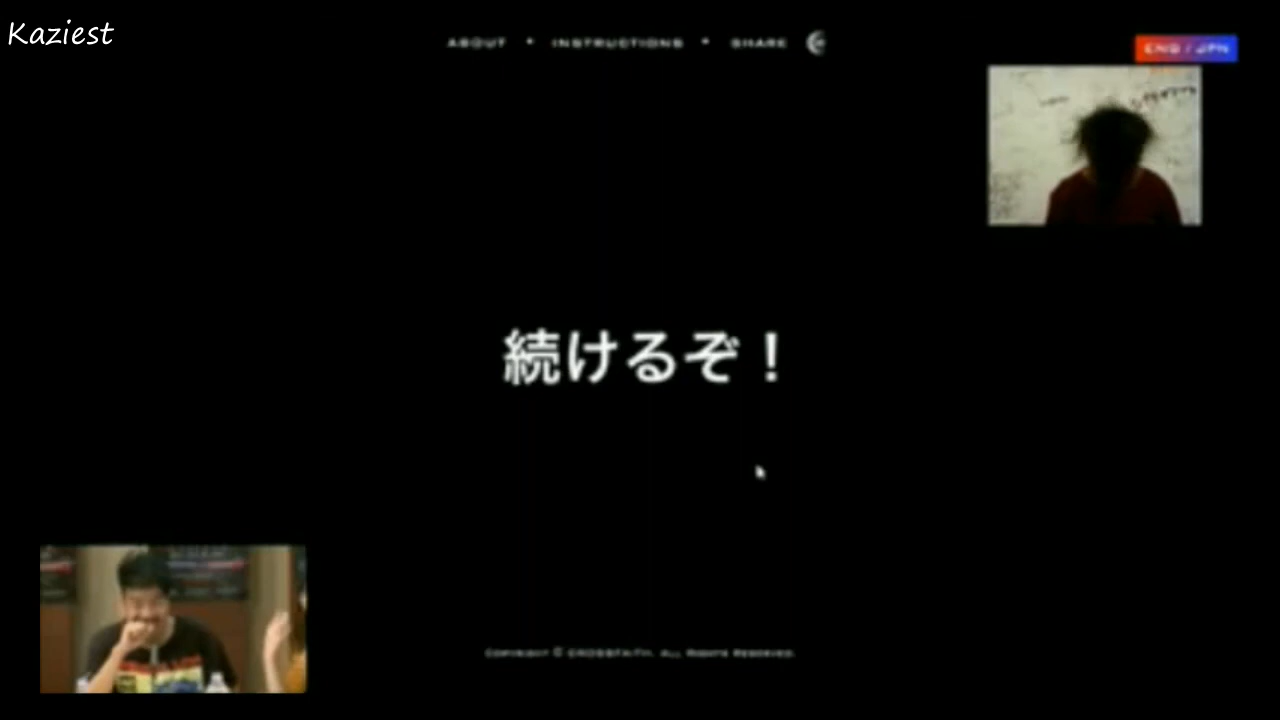 Kaziest
ABOUT • INSTRUCTIONS • SHARE
ENG / JPN
続けるぞ！
COPYRIGHT © CROSSFAITH. ALL RIGHTS RESERVED.